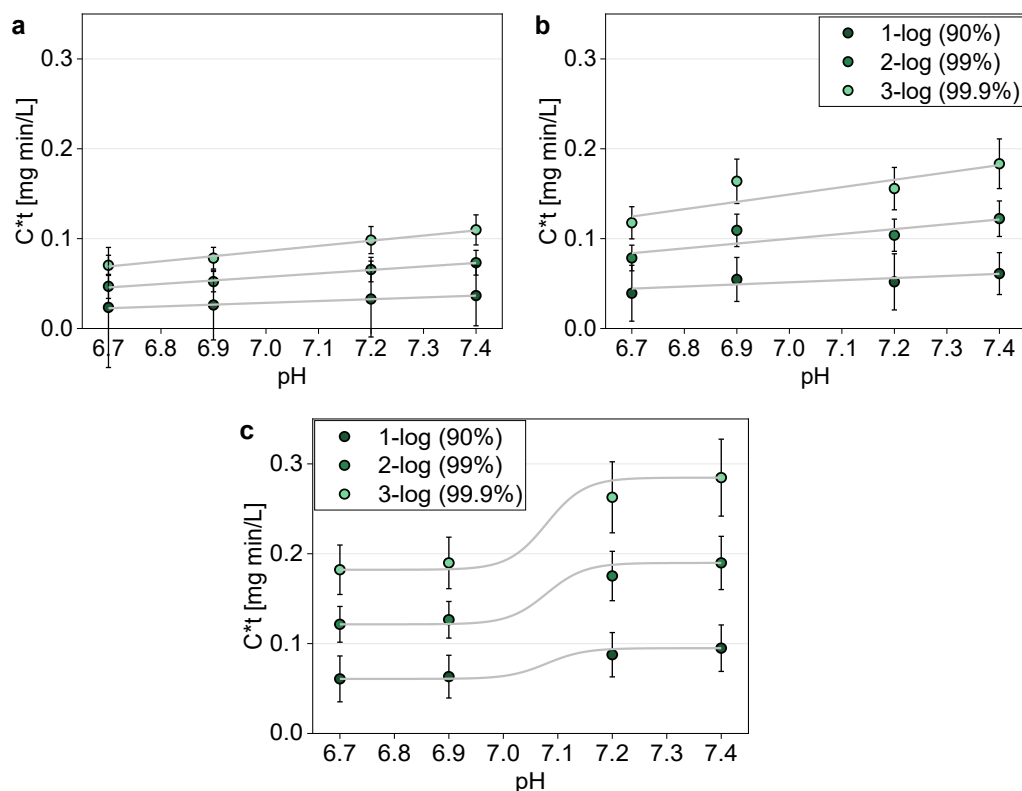 a
C*t [mg min/L]
0.3
0.2
0.1
0.0
6.7 6.8 6.9 7.0 7.1 7.2 7.3 7.4
pH
b
1-log (90%)
2-log (99%)
3-log (99.9%)
C*t [mg min/L]
0.3
0.2
0.1
0.0
6.7 6.8 6.9 7.0 7.1 7.2 7.3 7.4
pH
c
1-log (90%)
2-log (99%)
3-log (99.9%)
C*t [mg min/L]
0.3
0.2
0.1
0.0
6.7 6.8 6.9 7.0 7.1 7.2 7.3 7.4
pH